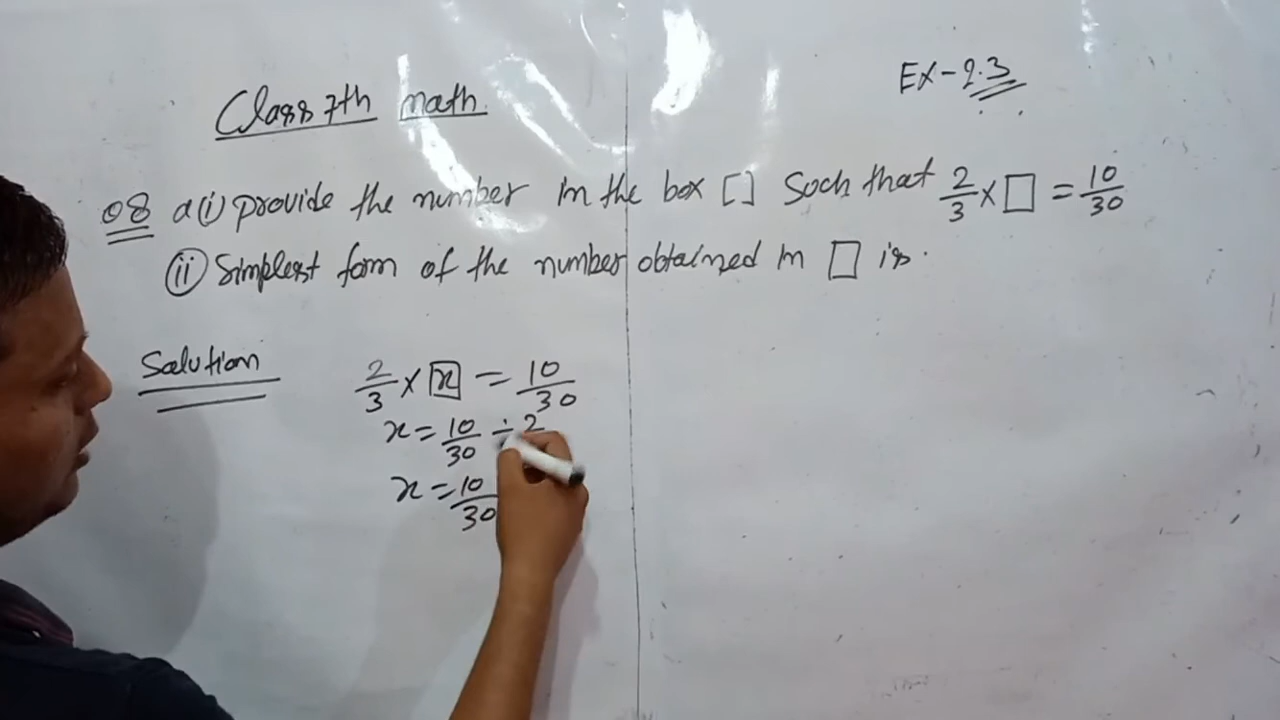 Class 7th math.
Ex-2.3
Q8 a(i) provide the number in the box [] Such that 2/3 × □ = 10/30
(ii) Simplest form of the number obtained in □ is.
Solution
2/3 × x = 10/30
x = 10/30 ÷ 2
x = 10/30